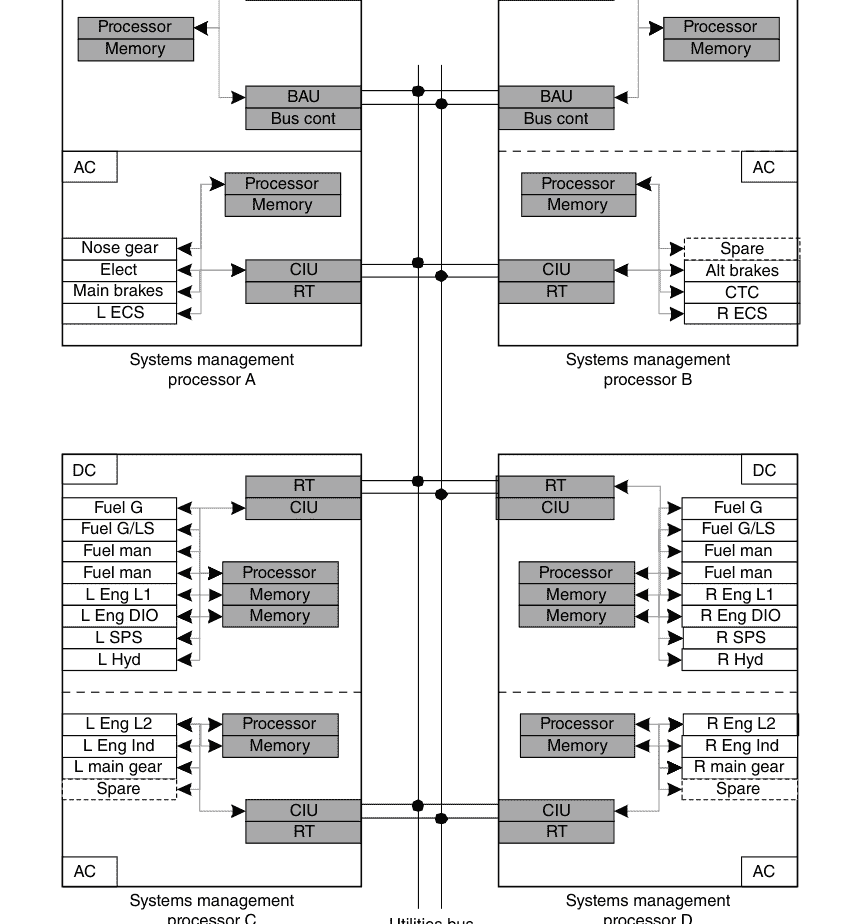 Processor
Memory
BAU
Bus cont
AC
Processor
Memory
Nose gear
Elect
Main brakes
L ECS
CIU
RT
Systems management
processor A
Processor
Memory
BAU
Bus cont
AC
Processor
Memory
Spare
Alt brakes
CTC
R ECS
CIU
RT
Systems management
processor B
DC
RT
CIU
Fuel G
Fuel G/LS
Fuel man
Fuel man
L Eng L1
L Eng DIO
L SPS
L Hyd
Processor
Memory
Memory
L Eng L2
L Eng Ind
L main gear
Spare
Processor
Memory
CIU
RT
AC
Systems management
processor C
DC
RT
CIU
Fuel G
Fuel G/LS
Fuel man
Fuel man
R Eng L1
R Eng DIO
R SPS
R Hyd
Processor
Memory
Memory
Processor
Memory
R Eng L2
R Eng Ind
R main gear
Spare
CIU
RT
AC
Systems management
processor D
Utilities bus